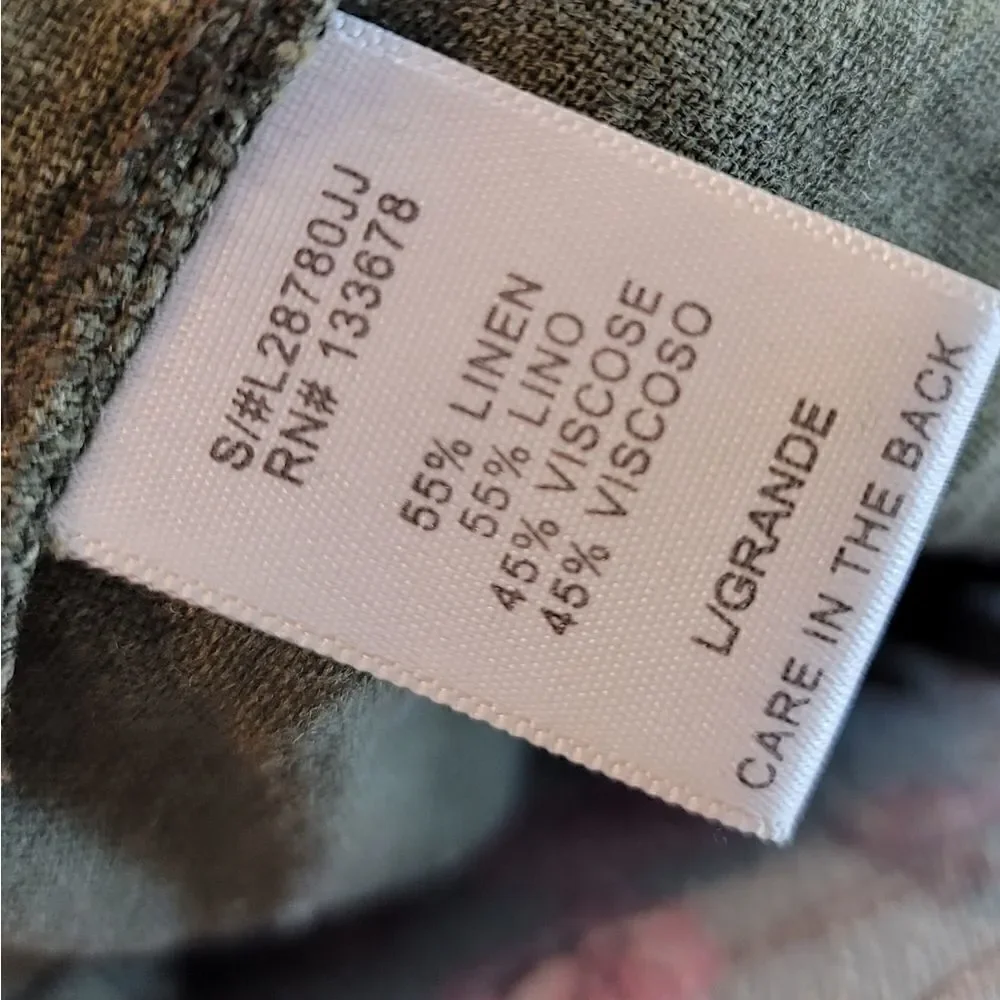 S/#L28780JJ
RN# 133678
55% LINEN
55% LINO
45% VISCOSE
45% VISCOSO
L/GRANDE
CARE IN THE BACK